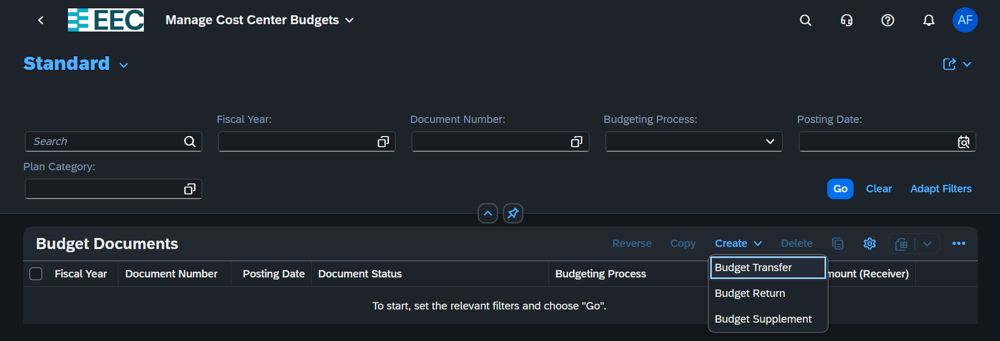 EEC
Manage Cost Center Budgets
AF
Standard
Fiscal Year:
Document Number:
Budgeting Process:
Posting Date:
Search
Plan Category:
Go
Clear
Adapt Filters
Budget Documents
Reverse
Copy
Create
Delete
Fiscal Year
Document Number
Posting Date
Document Status
Budgeting Process
mount (Receiver)
Budget Transfer
Budget Return
Budget Supplement
To start, set the relevant filters and choose "Go".